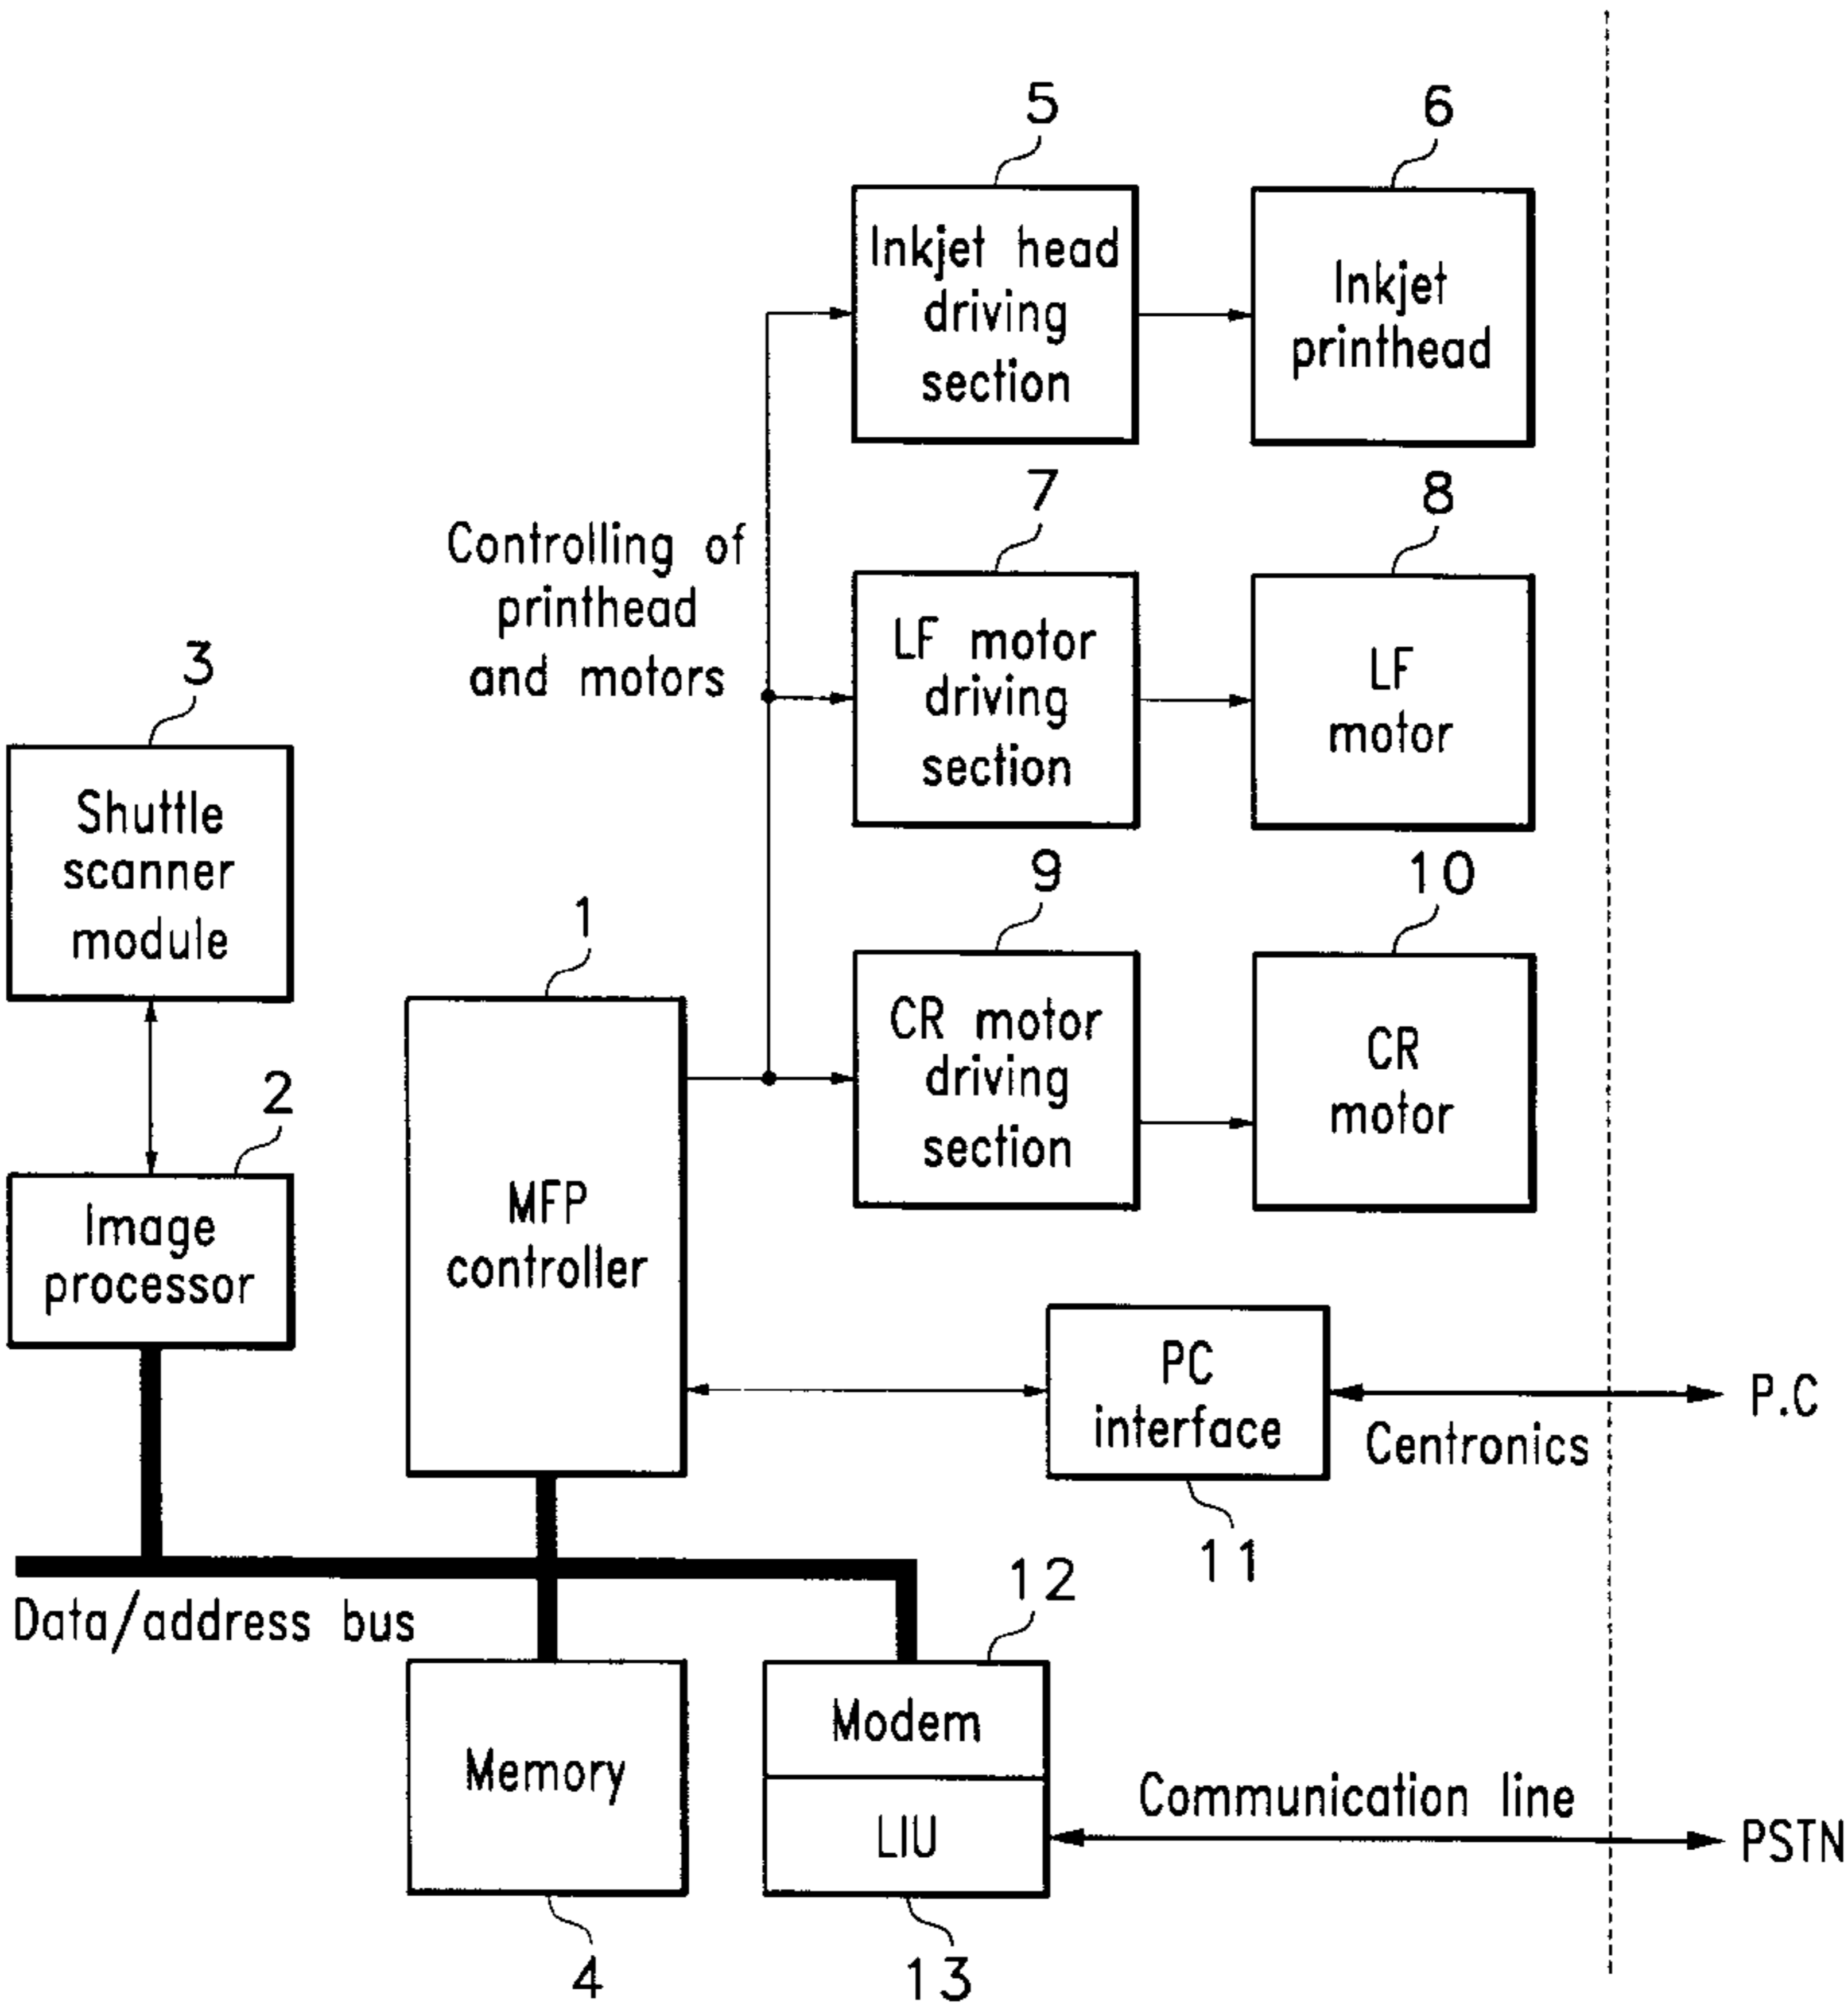 5
6
Inkjet head
driving
section
Inkjet
printhead
7
8
Controlling of
printhead
and motors
LF motor
driving
section
LF
motor
3
Shuttle
scanner
module
9
10
1
CR motor
driving
section
CR
motor
2
Image
processor
MFP
controller
PC
interface
P.C
Centronics
11
Data/address bus
12
Memory
Modem
LIU
Communication line
PSTN
4
13